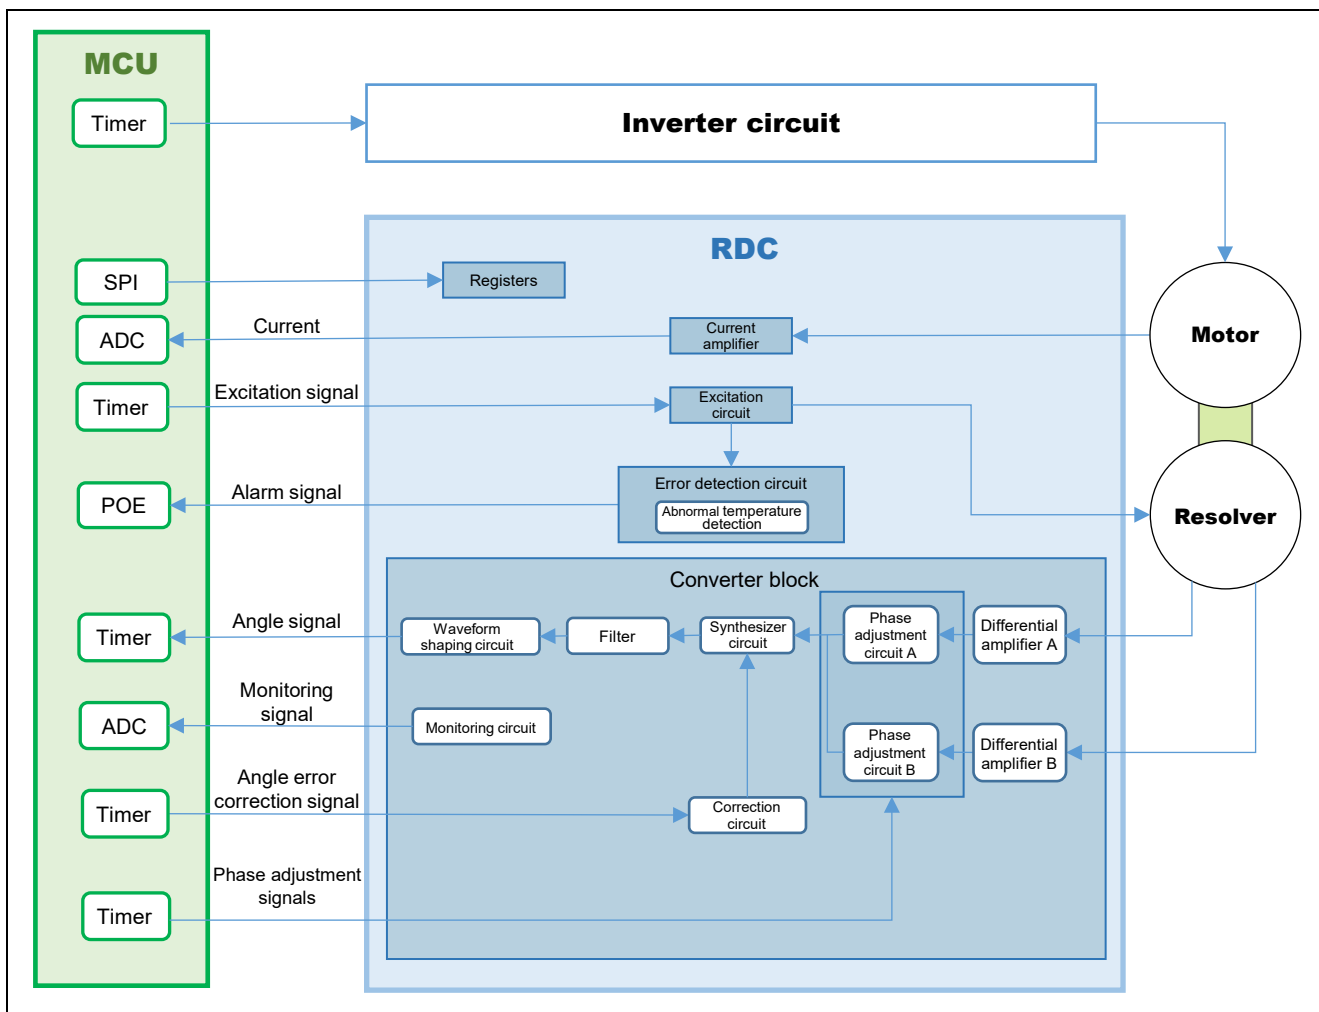 MCU
Timer
Inverter circuit
RDC
SPI
Registers
ADC
Current
Current
amplifier
Motor
Timer
Excitation signal
Excitation
circuit
POE
Alarm signal
Error detection circuit
Abnormal temperature
detection
Resolver
Converter block
Timer
Angle signal
Waveform
shaping circuit
Filter
Synthesizer
circuit
Phase
adjustment
circuit A
Differential
amplifier A
ADC
Monitoring
signal
Monitoring circuit
Phase
adjustment
circuit B
Differential
amplifier B
Timer
Angle error
correction signal
Correction
circuit
Timer
Phase adjustment
signals